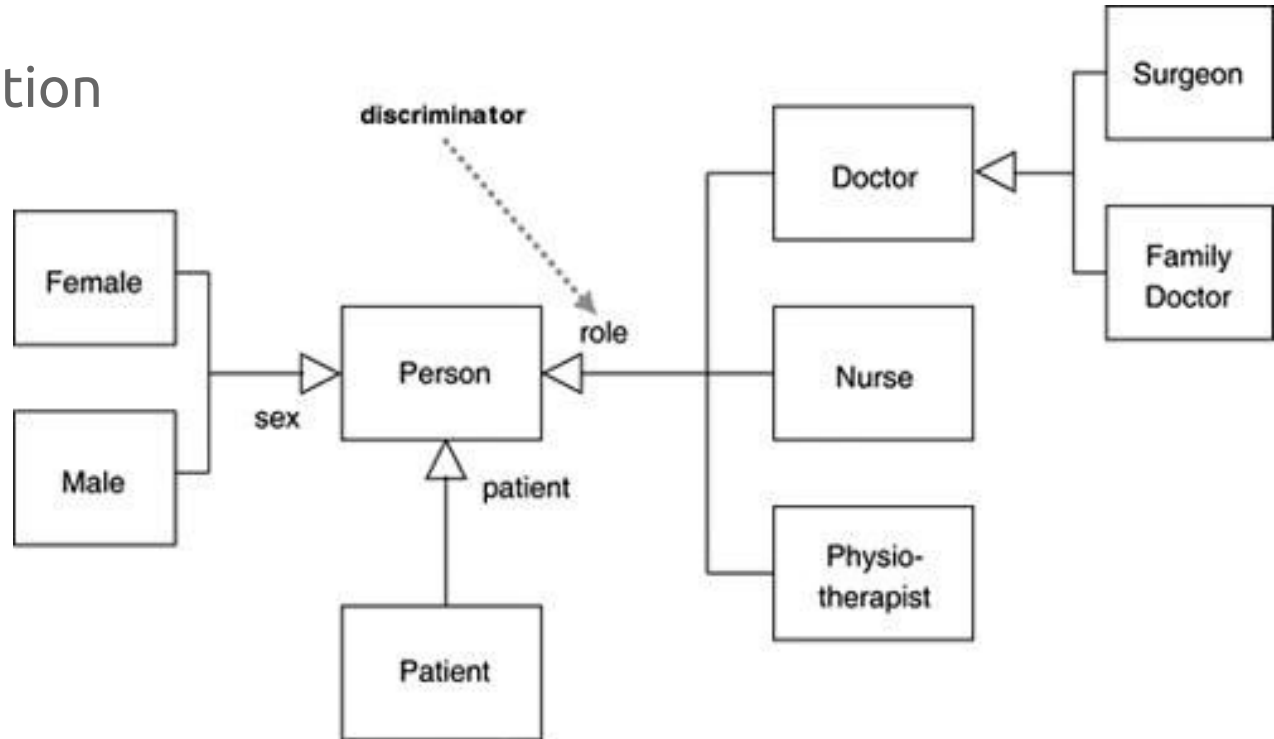 tion
discriminator
Surgeon
Doctor
Family
Doctor
Female
role
Person
Nurse
sex
Male
patient
Physio-
therapist
Patient